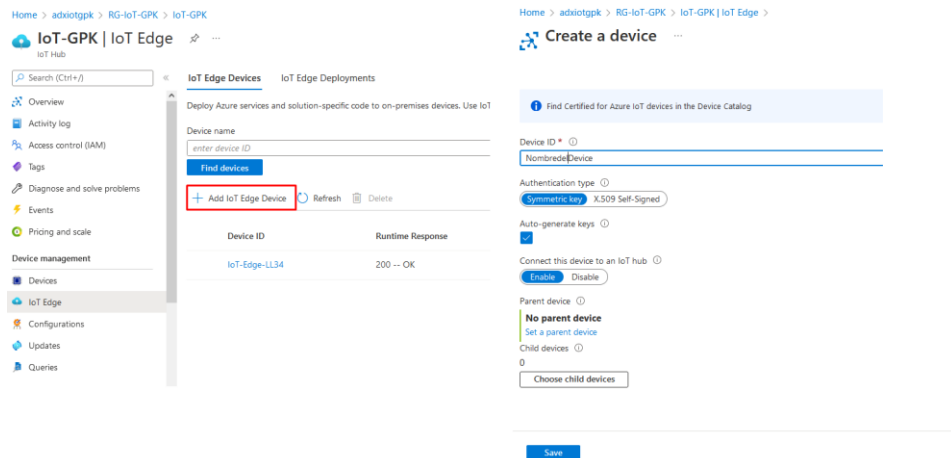 Home > adxiotgpk > RG-IoT-GPK > IoT-GPK
IoT-GPK | IoT Edge
IoT Hub
Search (Ctrl+/)
Overview
Activity log
Access control (IAM)
Tags
Diagnose and solve problems
Events
Pricing and scale
Device management
Devices
IoT Edge
Configurations
Updates
Queries
IoT Edge Devices IoT Edge Deployments
Deploy Azure services and solution-specific code to on-premises devices. Use IoT
Device name
enter device ID
Find devices
Add IoT Edge Device Refresh Delete
Device ID Runtime Response
IoT-Edge-LL34 200 -- OK
Home > adxiotgpk > RG-IoT-GPK > IoT-GPK | IoT Edge >
Create a device
Find Certified for Azure IoT devices in the Device Catalog
Device ID *
NombredelDevice
Authentication type
Symmetric key X.509 Self-Signed
Auto-generate keys
Connect this device to an IoT hub
Enable Disable
Parent device
No parent device
Set a parent device
Child devices
0
Choose child devices
Save